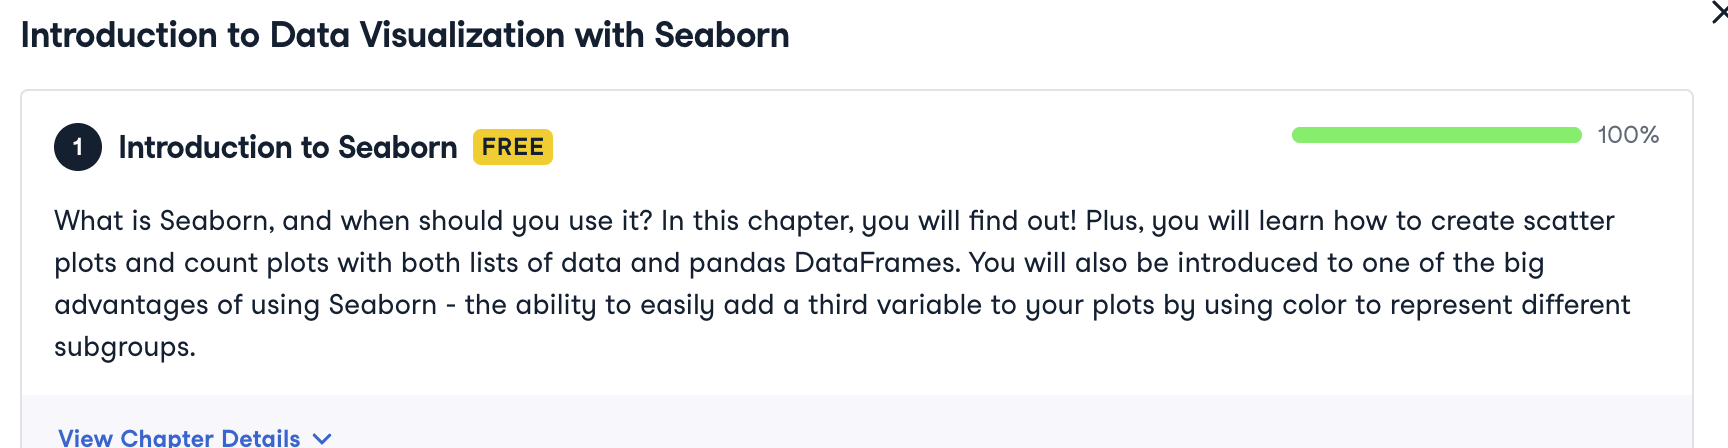 Introduction to Data Visualization with Seaborn
1 Introduction to Seaborn FREE 100%
What is Seaborn, and when should you use it? In this chapter, you will find out! Plus, you will learn how to create scatter
plots and count plots with both lists of data and pandas DataFrames. You will also be introduced to one of the big
advantages of using Seaborn - the ability to easily add a third variable to your plots by using color to represent different
subgroups.
View Chapter Details